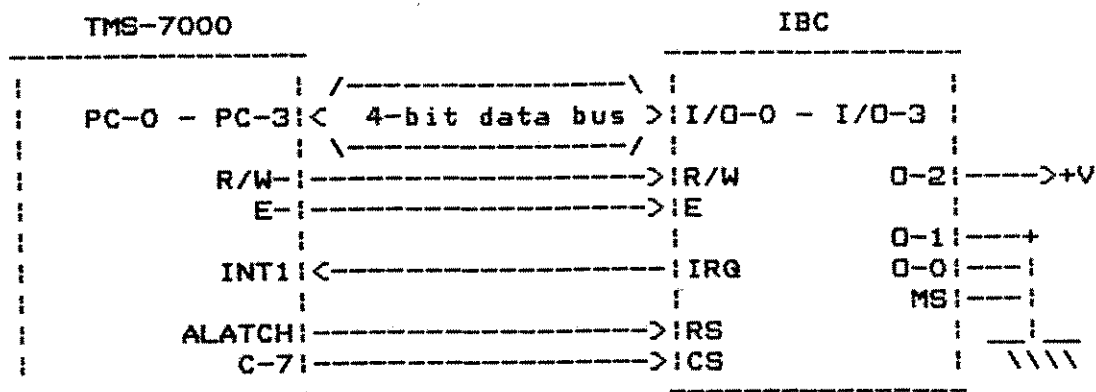 TMS-7000 IBC
PC-0 - PC-3 4-bit data bus I/O-0 - I/O-3
R/W- R/W O-2 +V
E- E
O-1
INT1 IRQ O-0
MS
ALATCH RS
C-7 CS